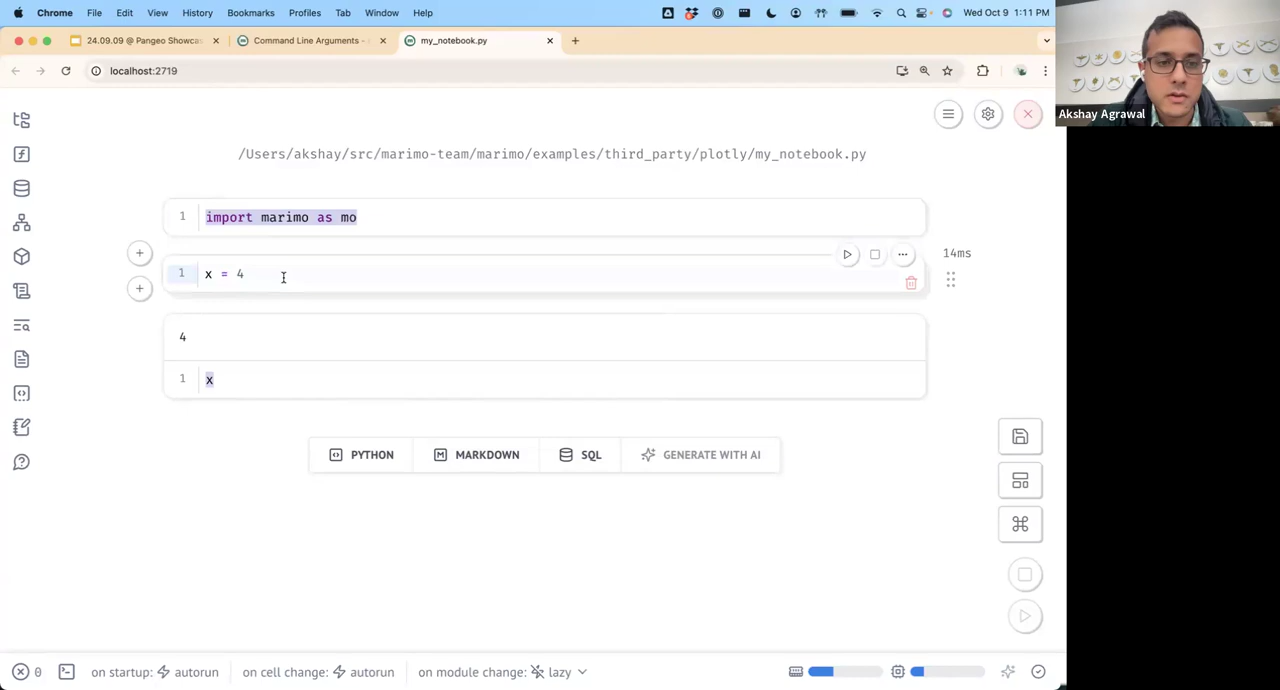 Chrome File Edit View History Bookmarks Profiles Tab Window Help Wed Oct 9 1:11 PM
24.09.09 @ Pangeo Showcas Command Line Arguments - my_notebook.py
localhost:2719
Akshay Agrawal
/Users/akshay/src/marimo-team/marimo/examples/third_party/plotly/my_notebook.py
1 import marimo as mo
14ms
1 x = 4
4
1 x
PYTHON MARKDOWN SQL GENERATE WITH AI
0 on startup: autorun on cell change: autorun on module change: lazy